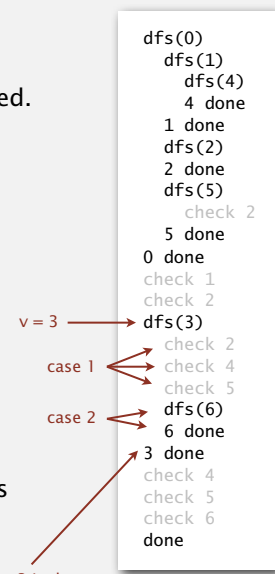 dfs(0)
dfs(1)
dfs(4)
ed.
4 done
1 done
dfs(2)
2 done
dfs(5)
check 2
5 done
0 done
check 1
check 2
v = 3
dfs(3)
check 2
case 1
check 4
check 5
case 2
dfs(6)
6 done
3 done
s
check 4
check 5
check 6
done